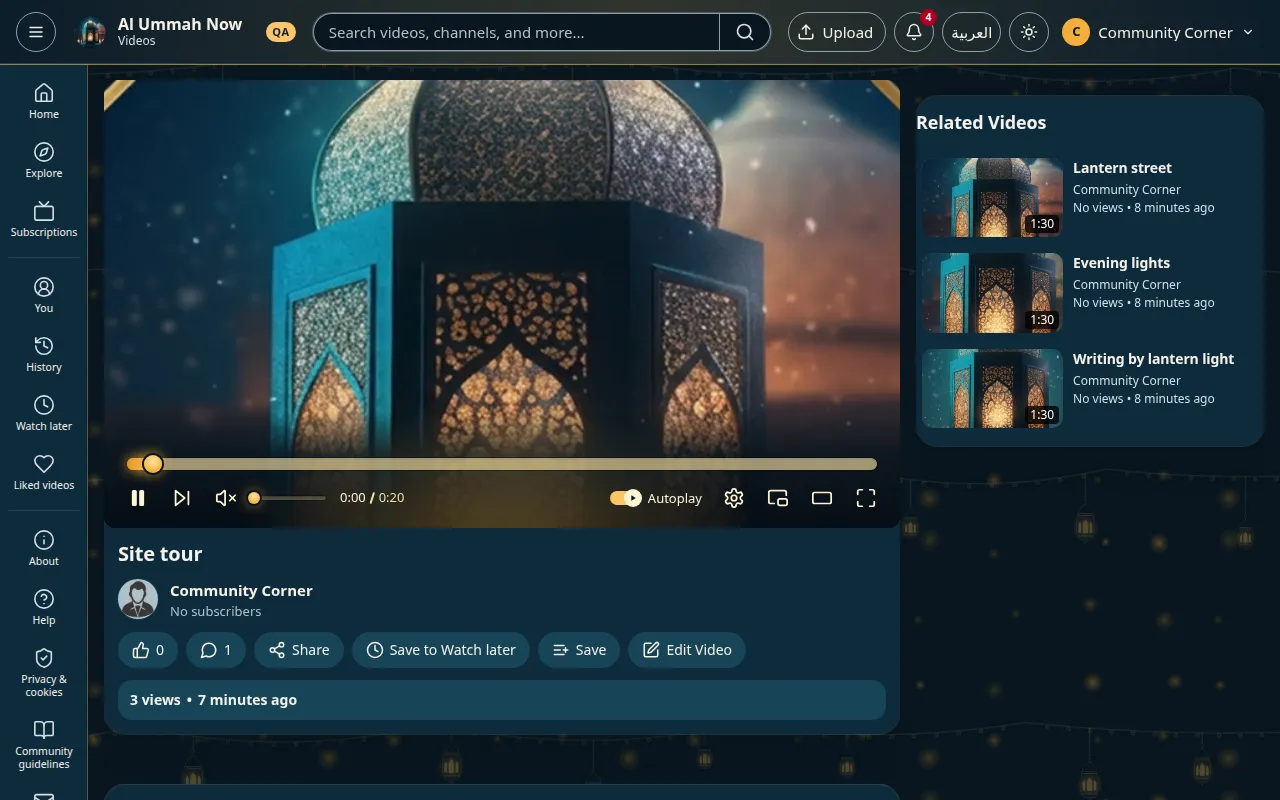 Al Ummah Now
Videos
QA
Search videos, channels, and more...
Upload
4
العربية
C
Community Corner
Home
Explore
Subscriptions
You
History
Watch later
Liked videos
About
Help
Privacy &
cookies
Community
guidelines
0:00 / 0:20
Autoplay
Site tour
Community Corner
No subscribers
0
1
Share
Save to Watch later
Save
Edit Video
3 views • 7 minutes ago
Related Videos
Lantern street
Community Corner
No views • 8 minutes ago
1:30
Evening lights
Community Corner
No views • 8 minutes ago
1:30
Writing by lantern light
Community Corner
No views • 8 minutes ago
1:30